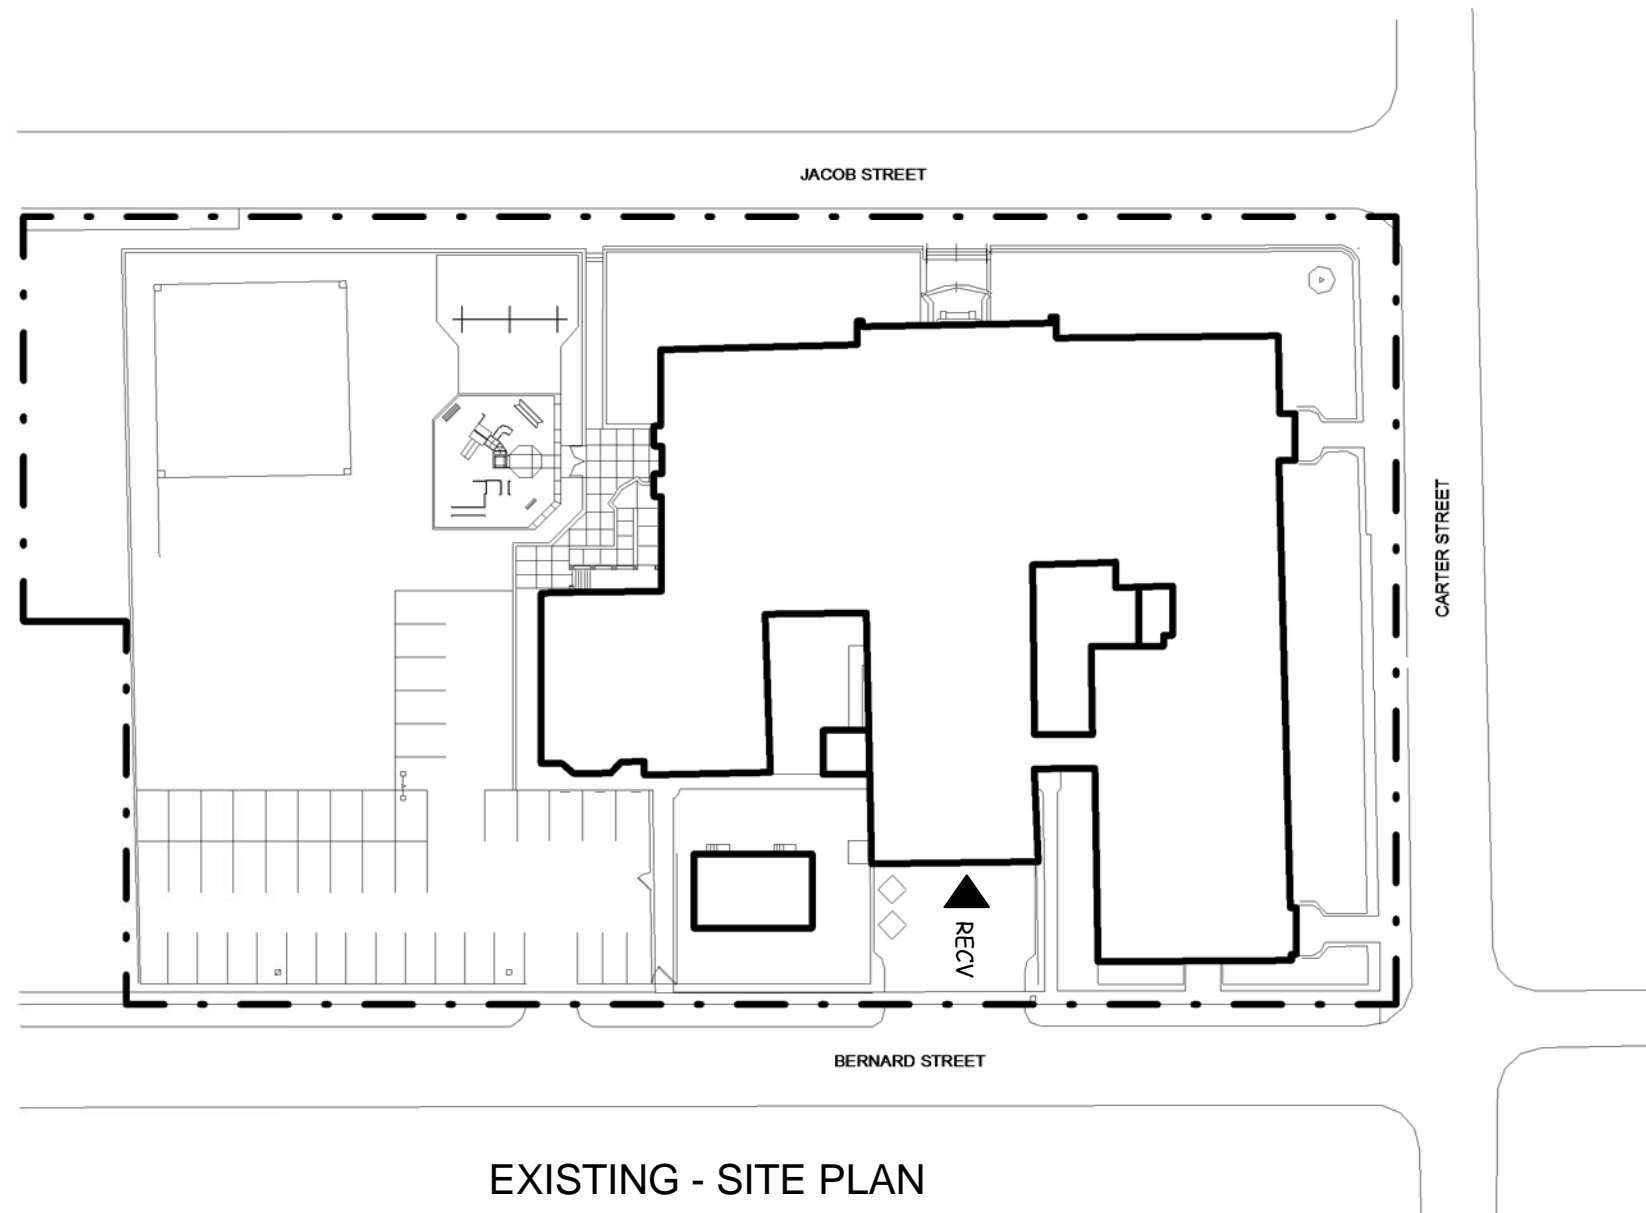 JACOB STREET
CARTER STREET
RECV
BERNARD STREET
EXISTING - SITE PLAN